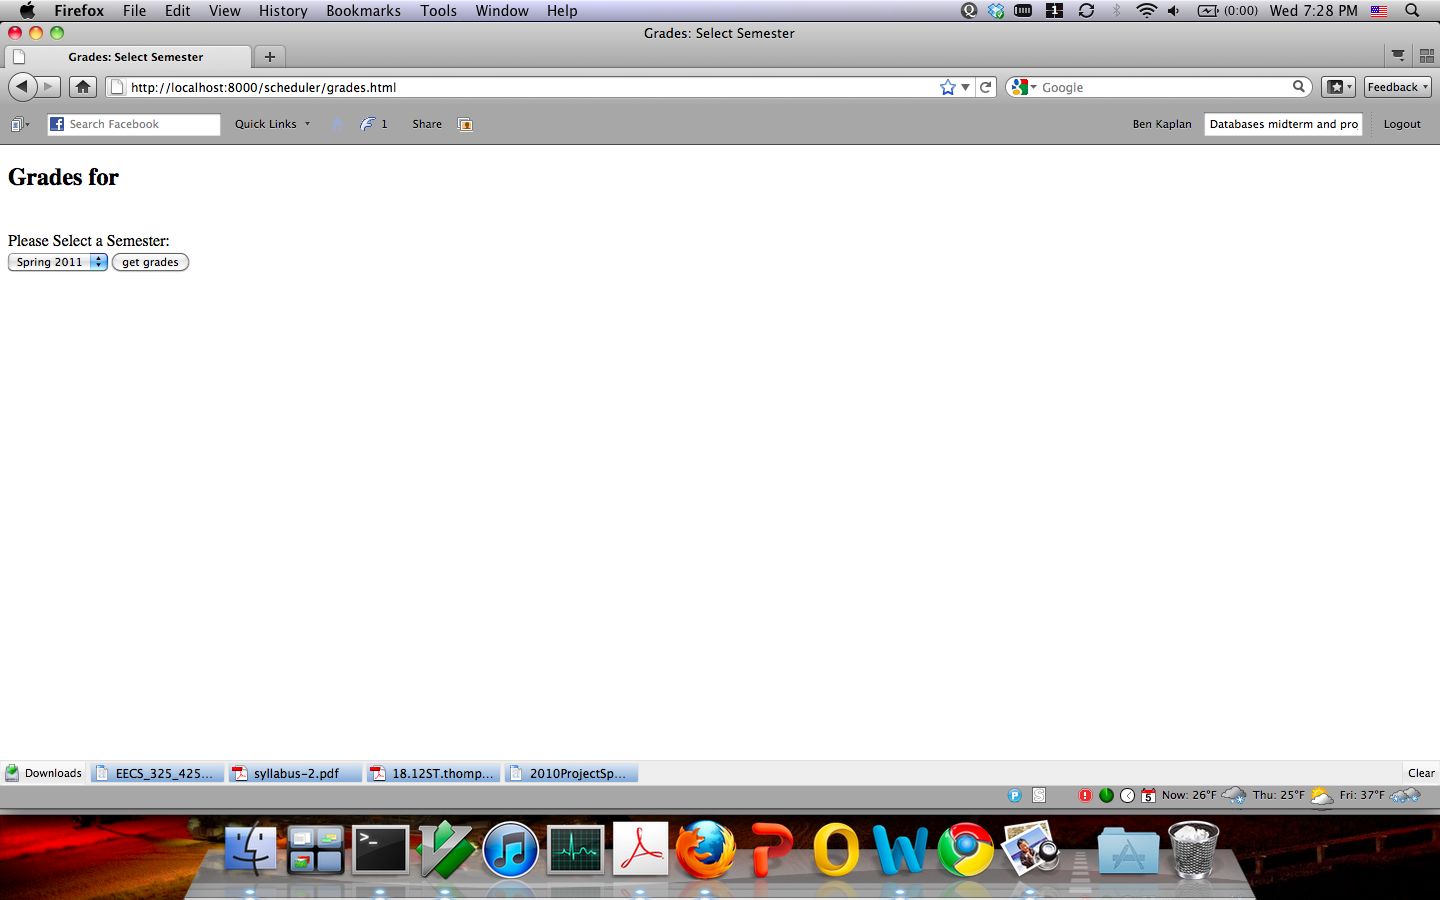 Firefox File Edit View History Bookmarks Tools Window Help 1 (0:00) Wed 7:28 PM
Grades: Select Semester
Grades: Select Semester
http://localhost:8000/scheduler/grades.html Google Feedback
Search Facebook Quick Links 1 Share Ben Kaplan Databases midterm and pro Logout
Grades for
Please Select a Semester:
Spring 2011 get grades
Downloads EECS_325_425... syllabus-2.pdf 18.12ST.thomp... 2010ProjectSp... Clear
5 Now: 26°F Thu: 25°F Fri: 37°F